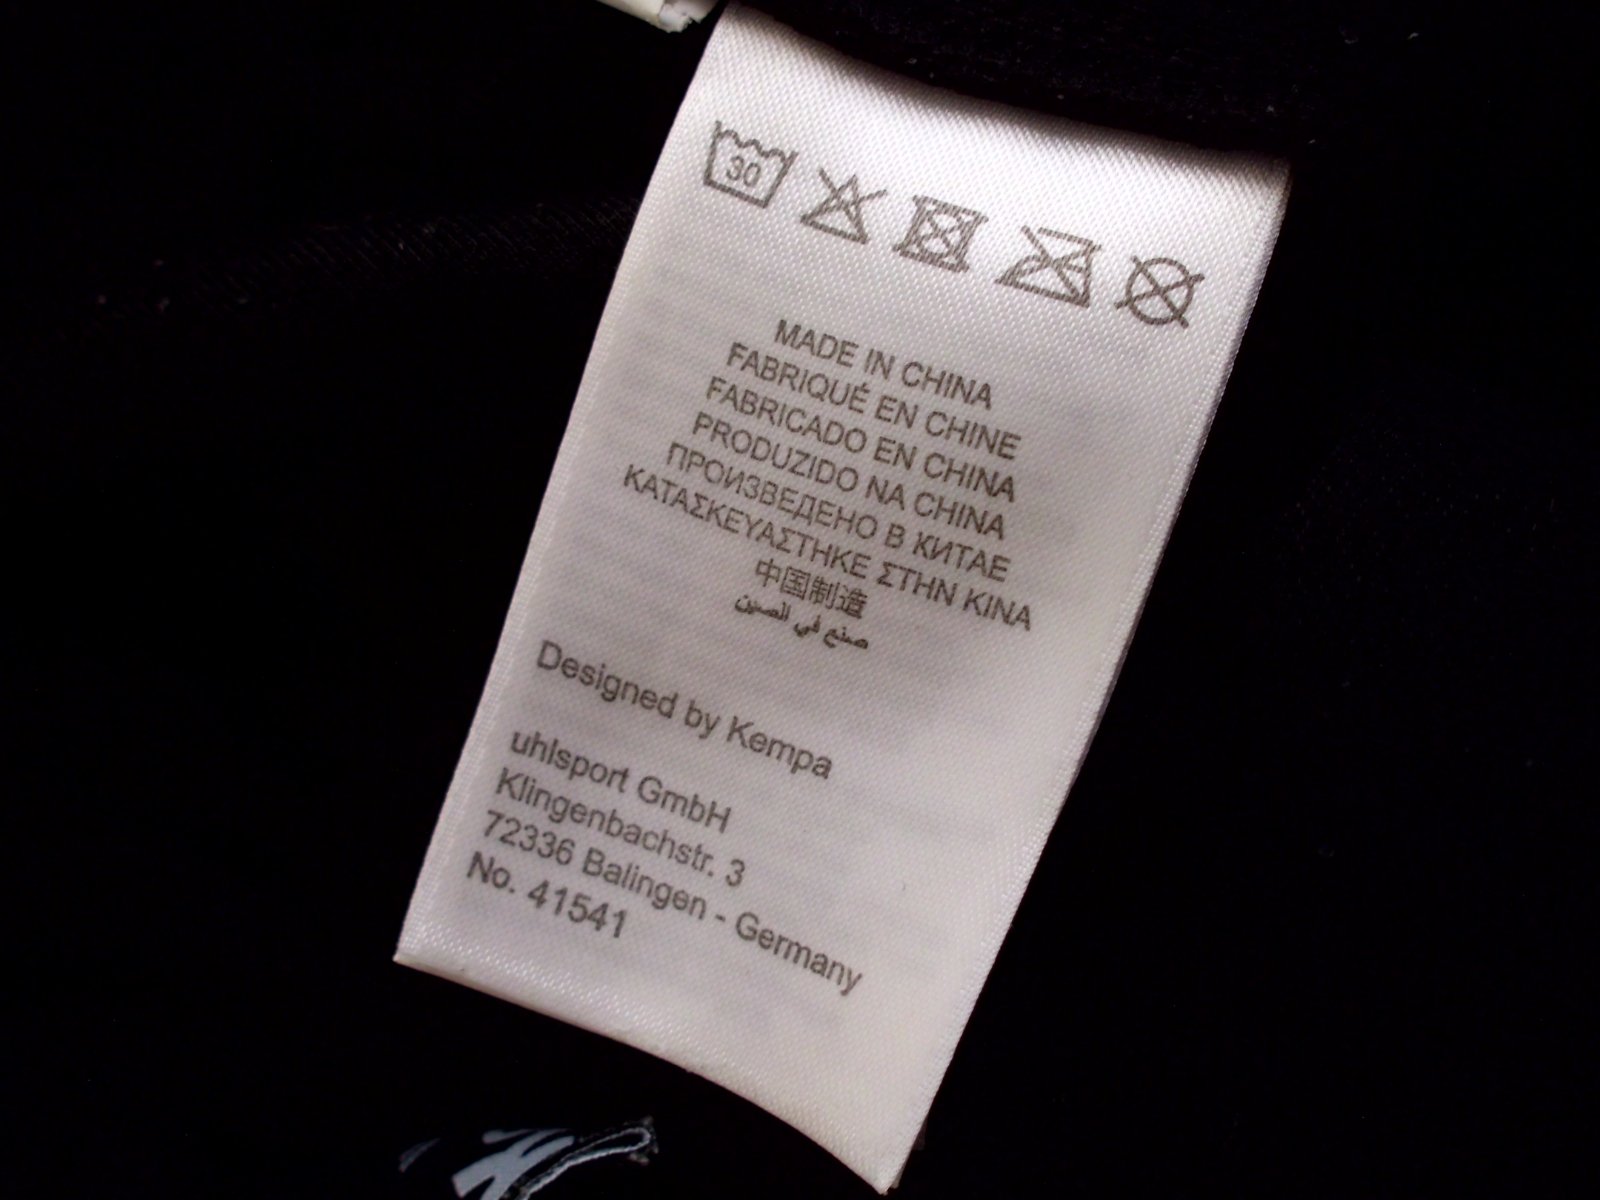 30
MADE IN CHINA
FABRIQUÉ EN CHINE
FABRICADO EN CHINA
PRODUZIDO NA CHINA
ПРОИЗВЕДЕНО В КИТАЕ
ΚΑΤΑΣΚΕΥΑΣΤΗΚΕ ΣΤΗΝ ΚΙΝΑ
中国制造
صنع في الصين
Designed by Kempa
uhlsport GmbH
Klingenbachstr. 3
72336 Balingen - Germany
No. 41541